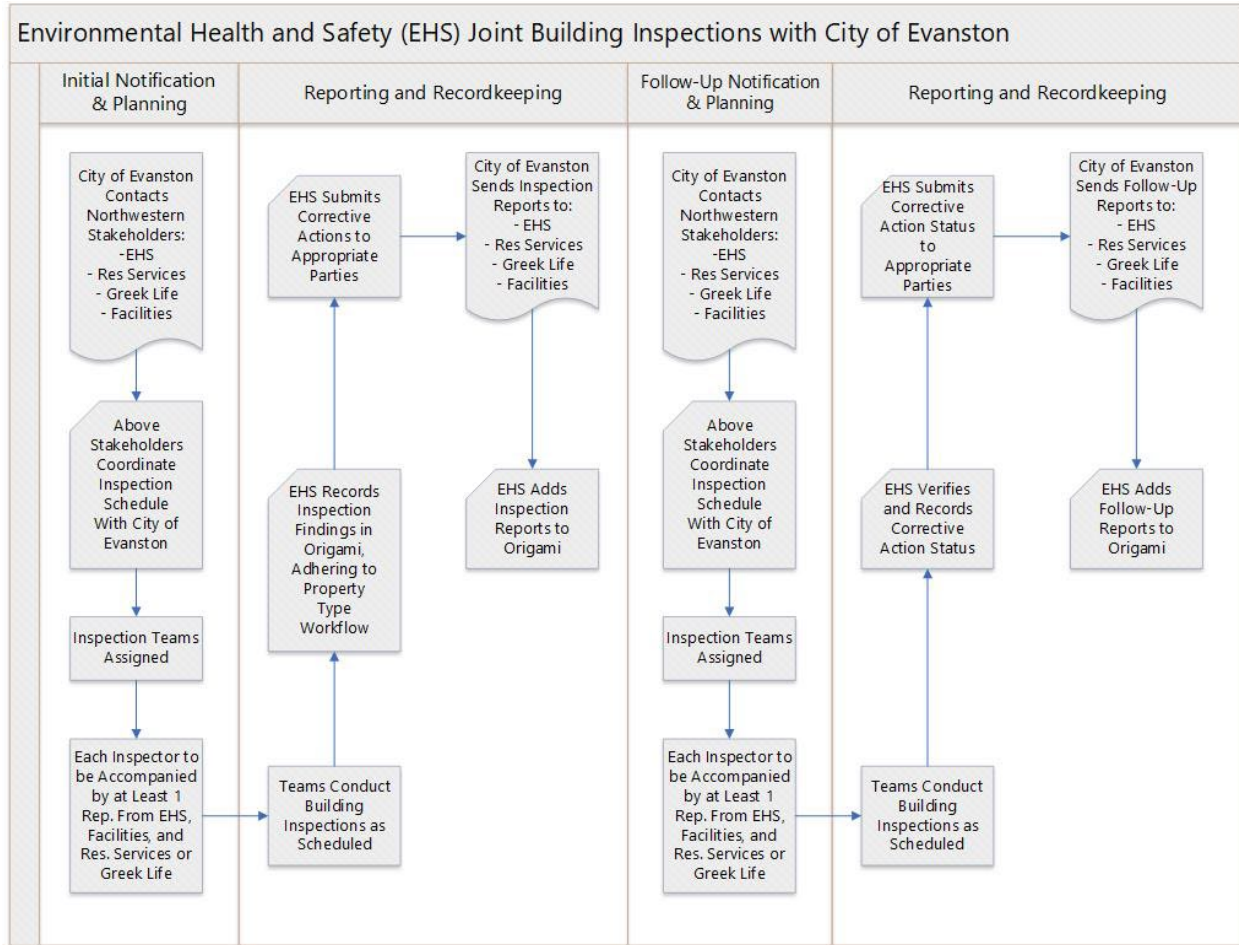 Environmental Health and Safety (EHS) Joint Building Inspections with City of Evanston
Initial Notification
& Planning
City of Evanston
Contacts
Northwestern
Stakeholders:
-EHS
- Res Services
- Greek Life
- Facilities
Above
Stakeholders
Coordinate
Inspection
Schedule
With City of
Evanston
Inspection Teams
Assigned
Each Inspector to
be Accompanied
by at Least 1
Rep. From EHS,
Facilities, and
Res. Services or
Greek Life
Reporting and Recordkeeping
Teams Conduct
Building
Inspections as
Scheduled
EHS Records
Inspection
Findings in
Origami,
Adhering to
Property
Type
Workflow
EHS Submits
Corrective
Actions to
Appropriate
Parties
City of Evanston
Sends Inspection
Reports to:
- EHS
- Res Services
- Greek Life
- Facilities
EHS Adds
Inspection
Reports to
Origami
Follow-Up Notification
& Planning
City of Evanston
Contacts
Northwestern
Stakeholders:
-EHS
- Res Services
- Greek Life
- Facilities
Above
Stakeholders
Coordinate
Inspection
Schedule
With City of
Evanston
Inspection Teams
Assigned
Each Inspector to
be Accompanied
by at Least 1
Rep. From EHS,
Facilities, and
Res. Services or
Greek Life
Reporting and Recordkeeping
Teams Conduct
Building
Inspections as
Scheduled
EHS Verifies
and Records
Corrective
Action Status
EHS Submits
Corrective
Action Status
to
Appropriate
Parties
City of Evanston
Sends Follow-Up
Reports to:
- EHS
- Res Services
- Greek Life
- Facilities
EHS Adds
Follow-Up
Reports to
Origami